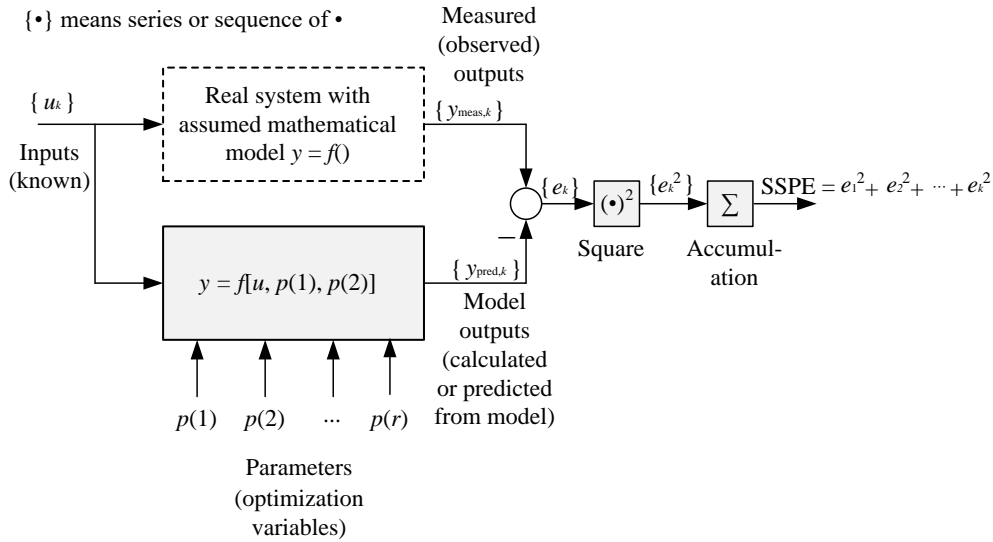 {•} means series or sequence of •
Measured
(observed)
outputs
{ uk }
Inputs
(known)
Real system with
assumed mathematical
model y = f()
{ ymeas,k }
{ek}
(•)²
Square
{ek²}
Σ
Accumul-
ation
SSPE = e1² + e2² + ··· + ek²
–
y = f[u, p(1), p(2)]
{ ypred,k }
Model
outputs
(calculated
or predicted
from model)
p(1) p(2) ... p(r)
Parameters
(optimization
variables)